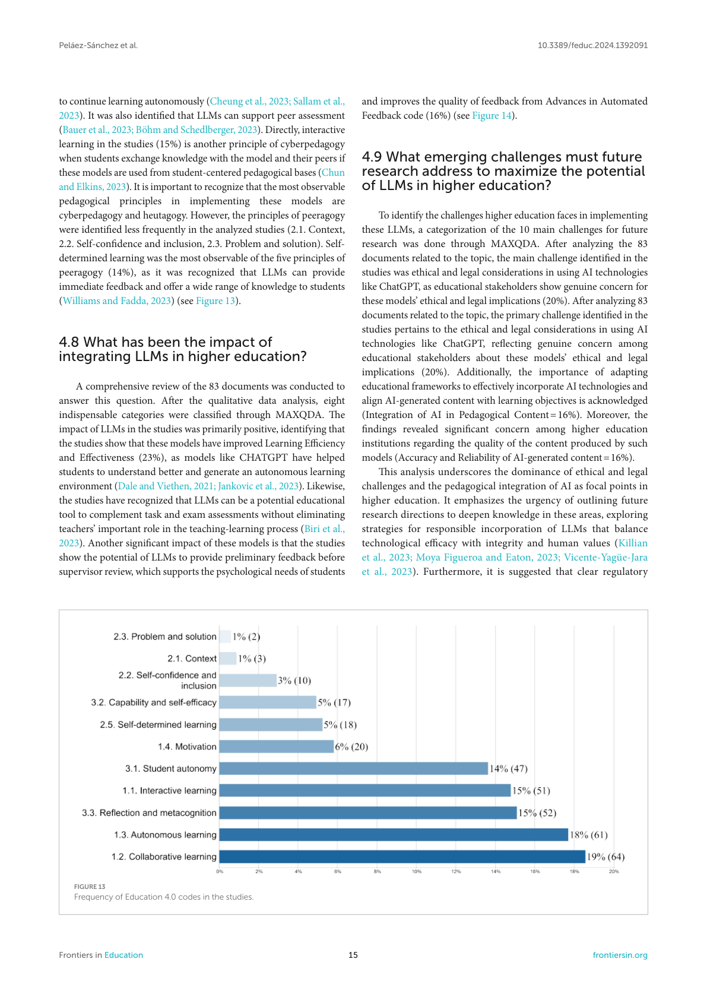 Peláez-Sánchez et al.
10.3389/feduc.2024.1392091
to continue learning autonomously (Cheung et al., 2023; Sallam et al.,
2023). It was also identified that LLMs can support peer assessment
(Bauer et al., 2023; Böhm and Schedlberger, 2023). Directly, interactive
learning in the studies (15%) is another principle of cyberpedagogy
when students exchange knowledge with the model and their peers if
these models are used from student-centered pedagogical bases (Chun
and Elkins, 2023). It is important to recognize that the most observable
pedagogical principles in implementing these models are
cyberpedagogy and heutagogy. However, the principles of peeragogy
were identified less frequently in the analyzed studies (2.1. Context,
2.2. Self-confidence and inclusion, 2.3. Problem and solution). Self-
determined learning was the most observable of the five principles of
peeragogy (14%), as it was recognized that LLMs can provide
immediate feedback and offer a wide range of knowledge to students
(Williams and Fadda, 2023) (see Figure 13).
4.8 What has been the impact of
integrating LLMs in higher education?
A comprehensive review of the 83 documents was conducted to
answer this question. After the qualitative data analysis, eight
indispensable categories were classified through MAXQDA. The
impact of LLMs in the studies was primarily positive, identifying that
the studies show that these models have improved Learning Efficiency
and Effectiveness (23%), as models like CHATGPT have helped
students to understand better and generate an autonomous learning
environment (Dale and Viethen, 2021; Jankovic et al., 2023). Likewise,
the studies have recognized that LLMs can be a potential educational
tool to complement task and exam assessments without eliminating
teachers’ important role in the teaching-learning process (Biri et al.,
2023). Another significant impact of these models is that the studies
show the potential of LLMs to provide preliminary feedback before
supervisor review, which supports the psychological needs of students
and improves the quality of feedback from Advances in Automated
Feedback code (16%) (see Figure 14).
4.9 What emerging challenges must future
research address to maximize the potential
of LLMs in higher education?
To identify the challenges higher education faces in implementing
these LLMs, a categorization of the 10 main challenges for future
research was done through MAXQDA. After analyzing the 83
documents related to the topic, the main challenge identified in the
studies was ethical and legal considerations in using AI technologies
like ChatGPT, as educational stakeholders show genuine concern for
these models’ ethical and legal implications (20%). After analyzing 83
documents related to the topic, the primary challenge identified in the
studies pertains to the ethical and legal considerations in using AI
technologies like ChatGPT, reflecting genuine concern among
educational stakeholders about these models’ ethical and legal
implications (20%). Additionally, the importance of adapting
educational frameworks to effectively incorporate AI technologies and
align AI-generated content with learning objectives is acknowledged
(Integration of AI in Pedagogical Content = 16%). Moreover, the
findings revealed significant concern among higher education
institutions regarding the quality of the content produced by such
models (Accuracy and Reliability of AI-generated content = 16%).
This analysis underscores the dominance of ethical and legal
challenges and the pedagogical integration of AI as focal points in
higher education. It emphasizes the urgency of outlining future
research directions to deepen knowledge in these areas, exploring
strategies for responsible incorporation of LLMs that balance
technological efficacy with integrity and human values (Killian
et al., 2023; Moya Figueroa and Eaton, 2023; Vicente-Yagüe-Jara
et al., 2023). Furthermore, it is suggested that clear regulatory
2.3. Problem and solution 1% (2)
2.1. Context 1% (3)
2.2. Self-confidence and
inclusion 3% (10)
3.2. Capability and self-efficacy 5% (17)
2.5. Self-determined learning 5% (18)
1.4. Motivation 6% (20)
3.1. Student autonomy 14% (47)
1.1. Interactive learning 15% (51)
3.3. Reflection and metacognition 15% (52)
1.3. Autonomous learning 18% (61)
1.2. Collaborative learning 19% (64)
0% 2% 4% 6% 8% 10% 12% 14% 16% 18% 20%
FIGURE 13
Frequency of Education 4.0 codes in the studies.
Frontiers in Education
15
frontiersin.org